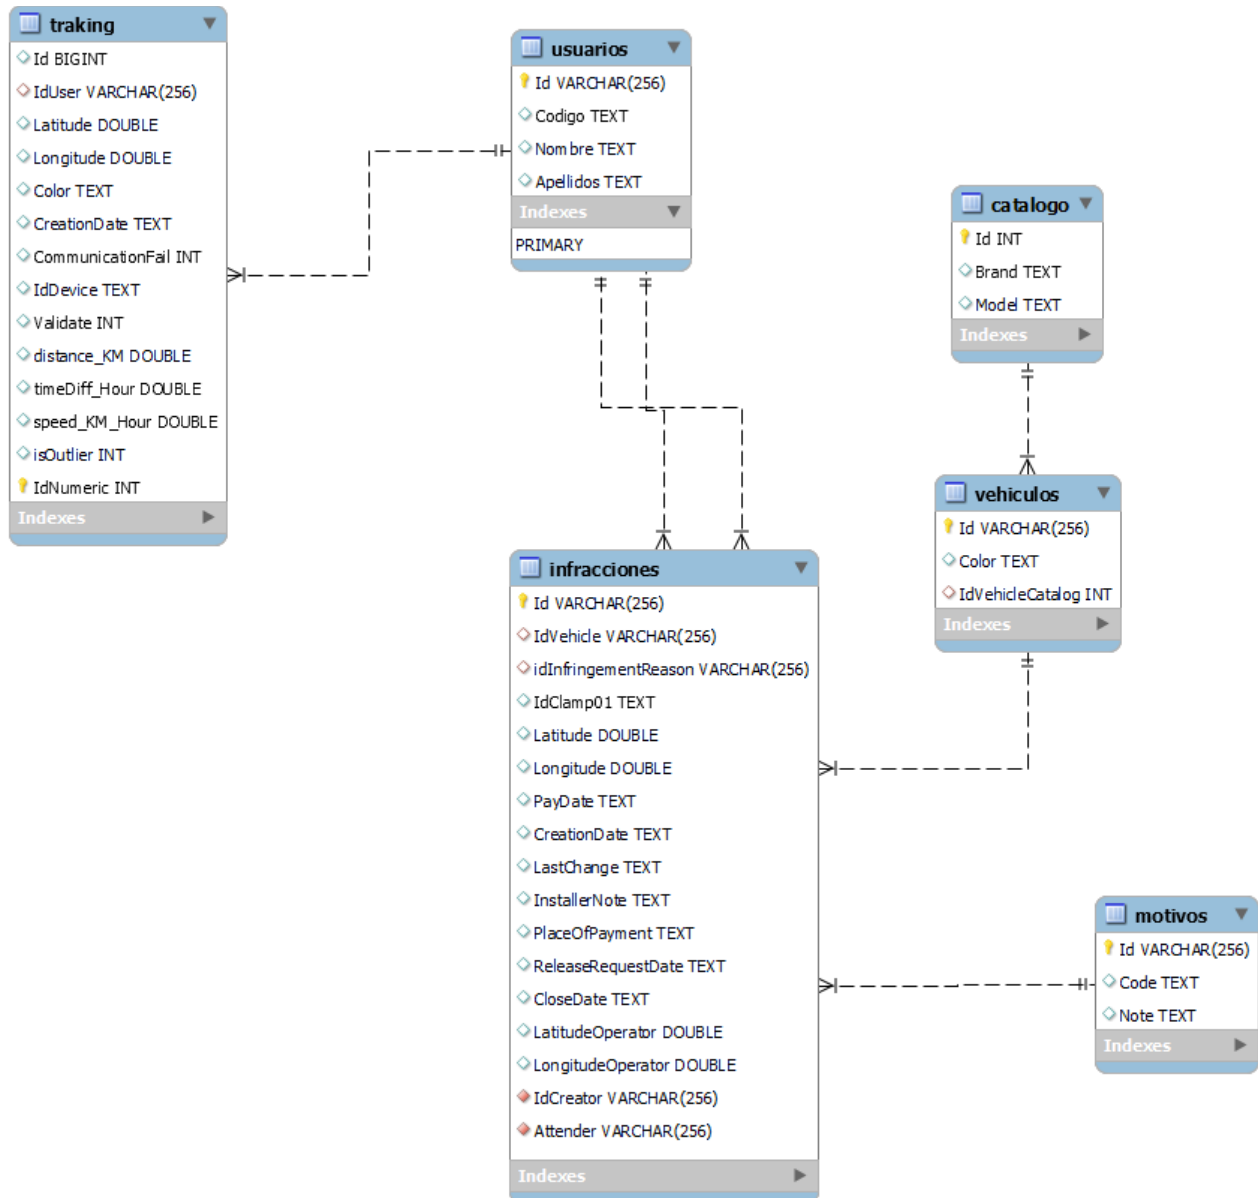 traking
Id BIGINT
IdUser VARCHAR(256)
Latitude DOUBLE
Longitude DOUBLE
Color TEXT
CreationDate TEXT
CommunicationFail INT
IdDevice TEXT
Validate INT
distance_KM DOUBLE
timeDiff_Hour DOUBLE
speed_KM_Hour DOUBLE
isOutlier INT
IdNumeric INT
Indexes
usuarios
Id VARCHAR(256)
Codigo TEXT
Nombre TEXT
Apellidos TEXT
Indexes
PRIMARY
catalogo
Id INT
Brand TEXT
Model TEXT
Indexes
vehiculos
Id VARCHAR(256)
Color TEXT
IdVehicleCatalog INT
Indexes
infracciones
Id VARCHAR(256)
IdVehicle VARCHAR(256)
idInfringementReason VARCHAR(256)
IdClamp01 TEXT
Latitude DOUBLE
Longitude DOUBLE
PayDate TEXT
CreationDate TEXT
LastChange TEXT
InstallerNote TEXT
PlaceOfPayment TEXT
ReleaseRequestDate TEXT
CloseDate TEXT
LatitudeOperator DOUBLE
LongitudeOperator DOUBLE
IdCreator VARCHAR(256)
Attender VARCHAR(256)
Indexes
motivos
Id VARCHAR(256)
Code TEXT
Note TEXT
Indexes